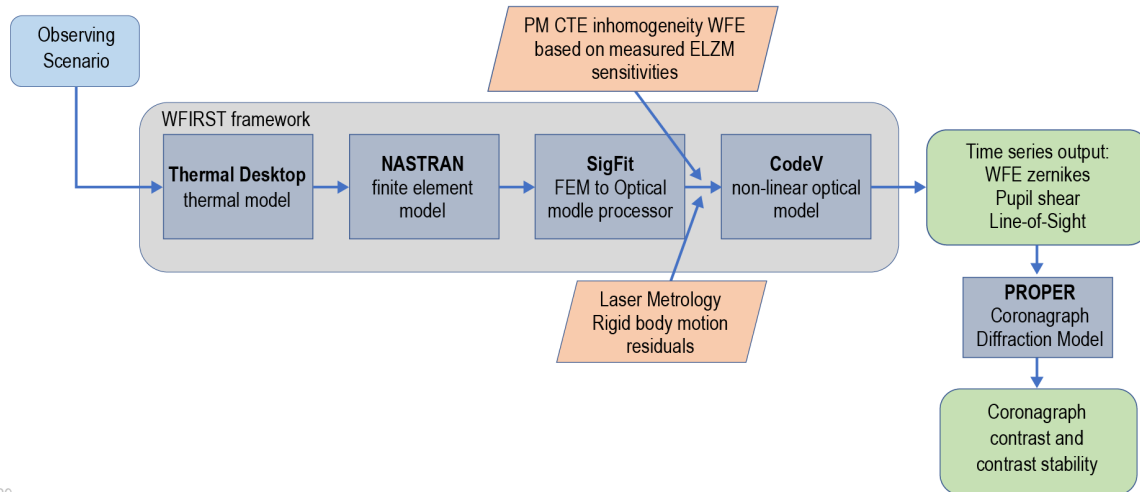 Observing
Scenario
PM CTE inhomogeneity WFE
based on measured ELZM
sensitivities
WFIRST framework
Thermal Desktop
thermal model
NASTRAN
finite element
model
SigFit
FEM to Optical
modle processor
CodeV
non-linear optical
model
Time series output:
WFE zernikes
Pupil shear
Line-of-Sight
Laser Metrology
Rigid body motion
residuals
PROPER
Coronagraph
Diffraction Model
Coronagraph
contrast and
contrast stability